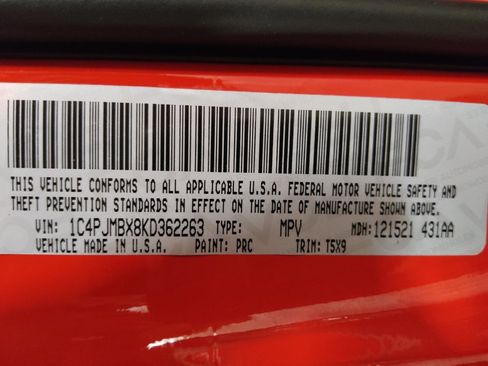 THIS VEHICLE CONFORMS TO ALL APPLICABLE U.S.A. FEDERAL MOTOR VEHICLE SAFETY AND
THEFT PREVENTION STANDARDS IN EFFECT ON THE DATE OF MANUFACTURE SHOWN ABOVE.
VIN: 1C4PJMBX8KD362263 TYPE: MPV MDH:121521 431AA
VEHICLE MADE IN U.S.A. PAINT: PRC TRIM: T5X9